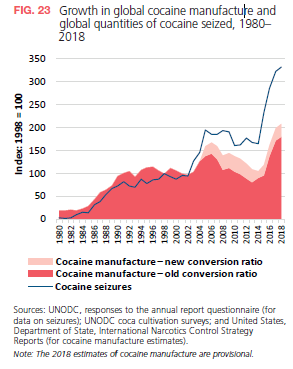 FIG. 23 Growth in global cocaine manufacture and
global quantities of cocaine seized, 1980–
2018
Index: 1998 = 100
350
300
250
200
150
100
50
0
1980
1982
1984
1986
1988
1990
1992
1994
1996
1998
2000
2002
2004
2006
2008
2010
2012
2014
2016
2018
Cocaine manufacture – new conversion ratio
Cocaine manufacture – old conversion ratio
Cocaine seizures
Sources: UNODC, responses to the annual report questionnaire (for
data on seizures); UNODC coca cultivation surveys; and United States,
Department of State, International Narcotics Control Strategy
Reports (for cocaine manufacture estimates).
Note: The 2018 estimates of cocaine manufacture are provisional.